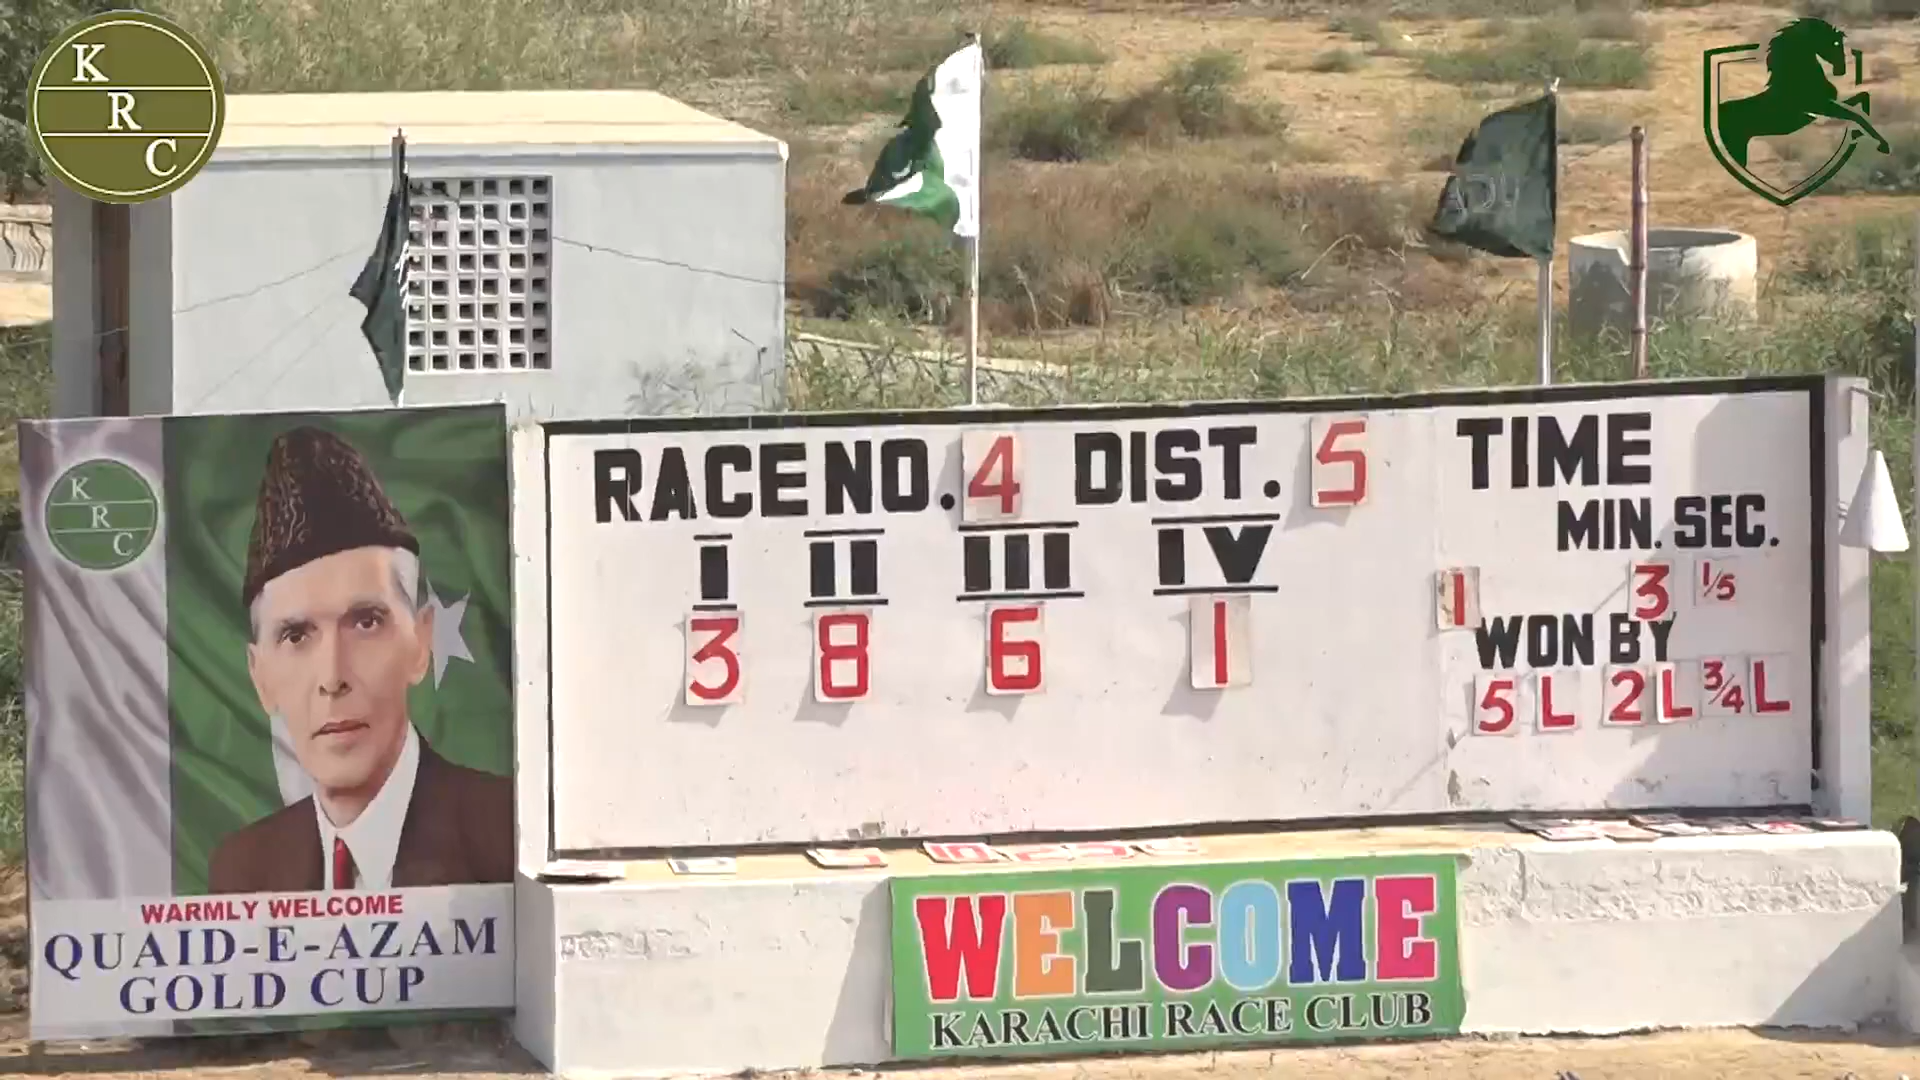 K
R
C
ADU
RACE NO. 4 DIST. 5 TIME
MIN. SEC.
I II III IV
1 3 1/5
3 8 6 1
WON BY
5 L 2 L 3/4 L
K
R
C
WARMLY WELCOME
QUAID-E-AZAM
GOLD CUP
WELCOME
KARACHI RACE CLUB